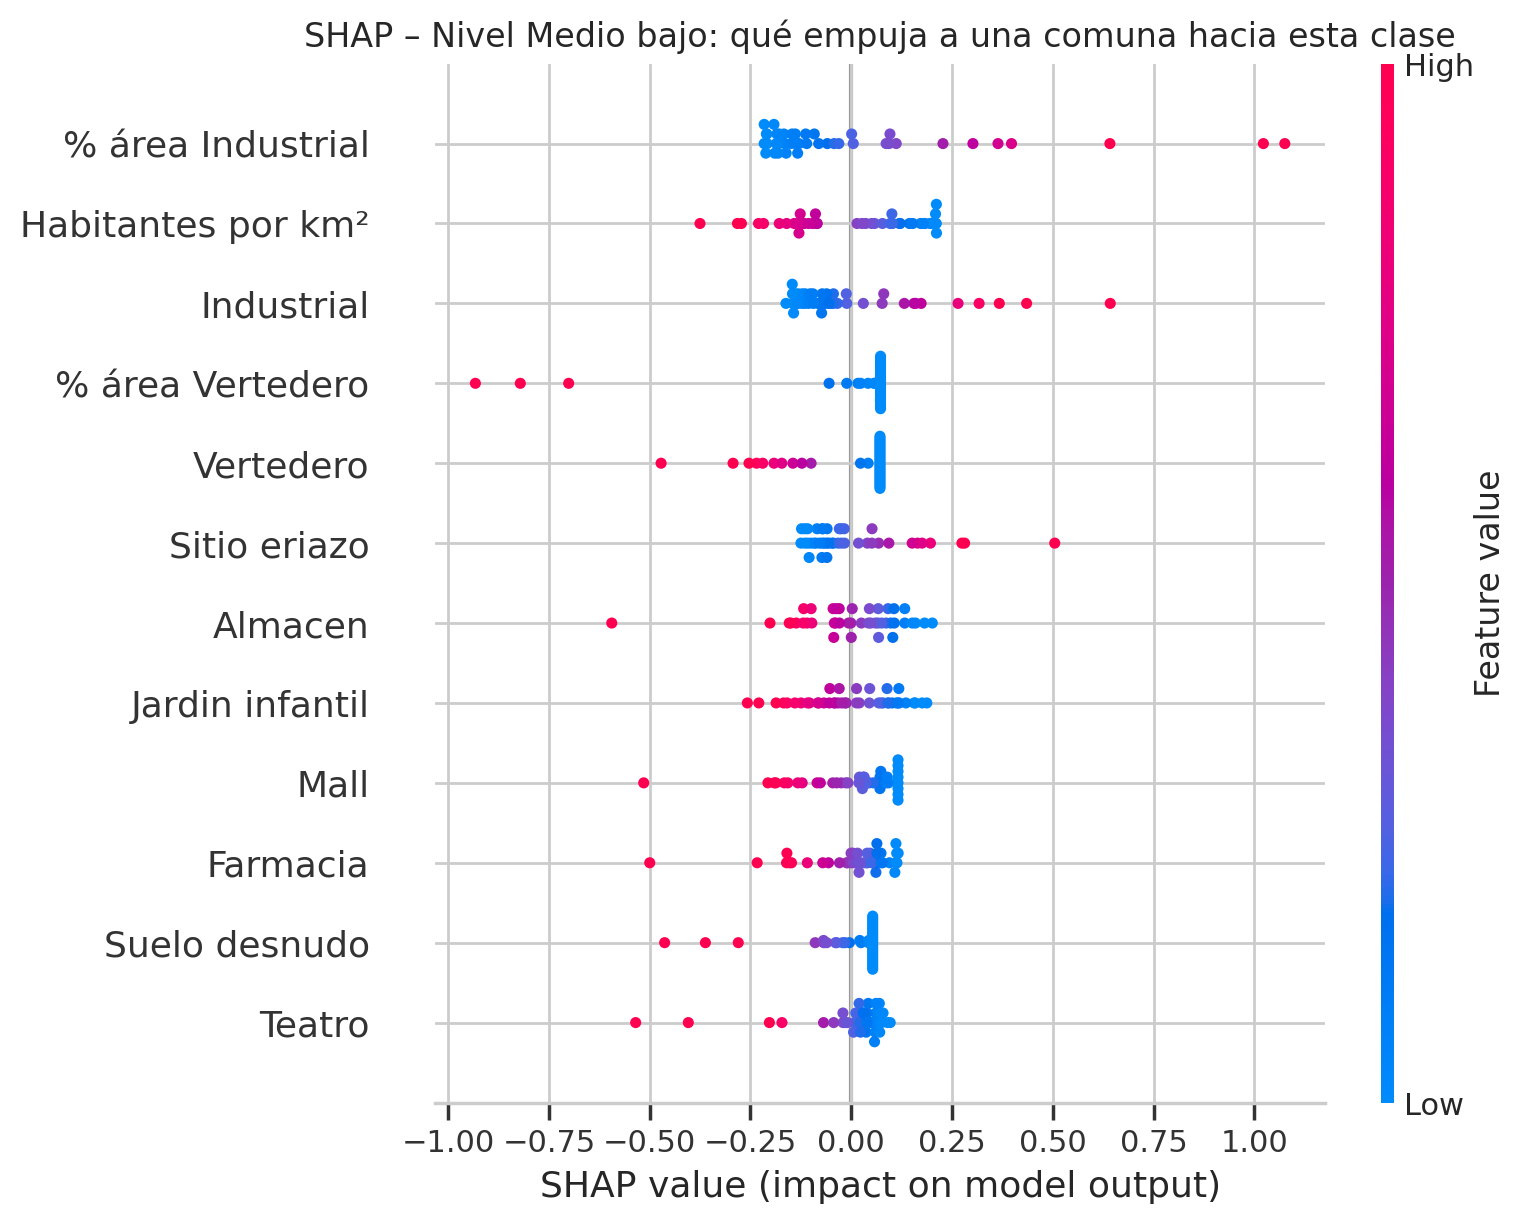 SHAP – Nivel Medio bajo: qué empuja a una comuna hacia esta clase
High
% área Industrial
Habitantes por km²
Industrial
% área Vertedero
Vertedero
Sitio eriazo
Almacen
Jardin infantil
Mall
Farmacia
Suelo desnudo
Teatro
Feature value
Low
−1.00 −0.75 −0.50 −0.25 0.00 0.25 0.50 0.75 1.00
SHAP value (impact on model output)